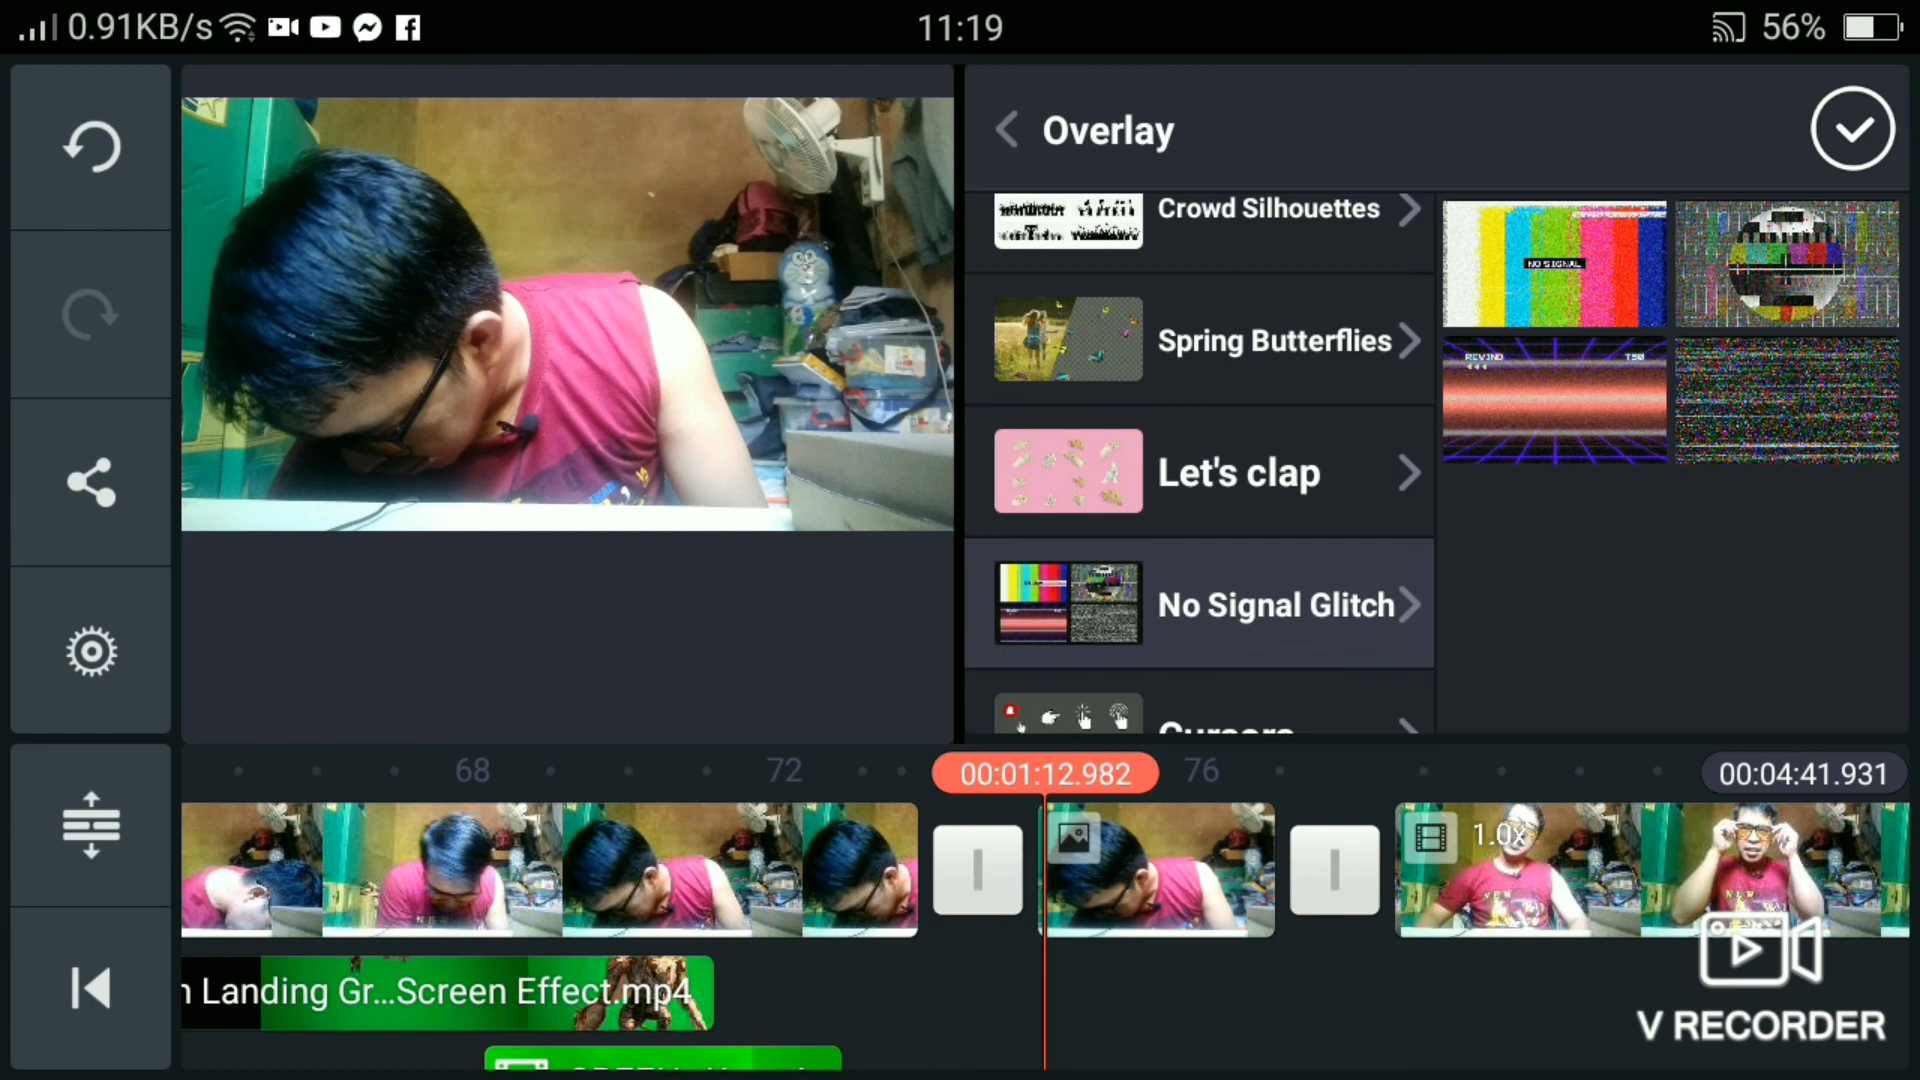 0.91KB/s
11:19
56%
Overlay
Crowd Silhouettes
Spring Butterflies
Let's clap
No Signal Glitch
Cursors
NO SIGNAL
REWIND
68
72
00:01:12.982
76
00:04:41.931
1.0x
n Landing Gr...Screen Effect.mp4
V RECORDER